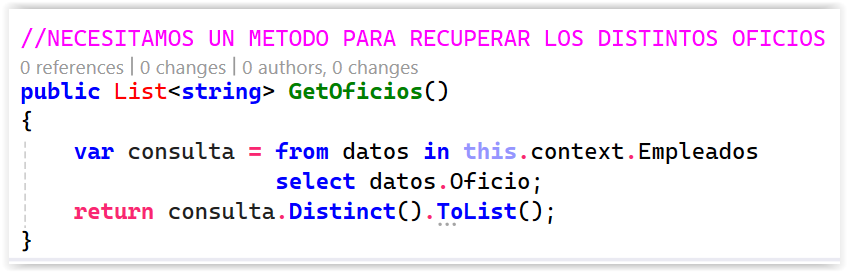 //NECESITAMOS UN METODO PARA RECUPERAR LOS DISTINTOS OFICIOS
0 references | 0 changes | 0 authors, 0 changes
public List<string> GetOficios()
{
    var consulta = from datos in this.context.Empleados
                   select datos.Oficio;
    return consulta.Distinct().ToList();
}